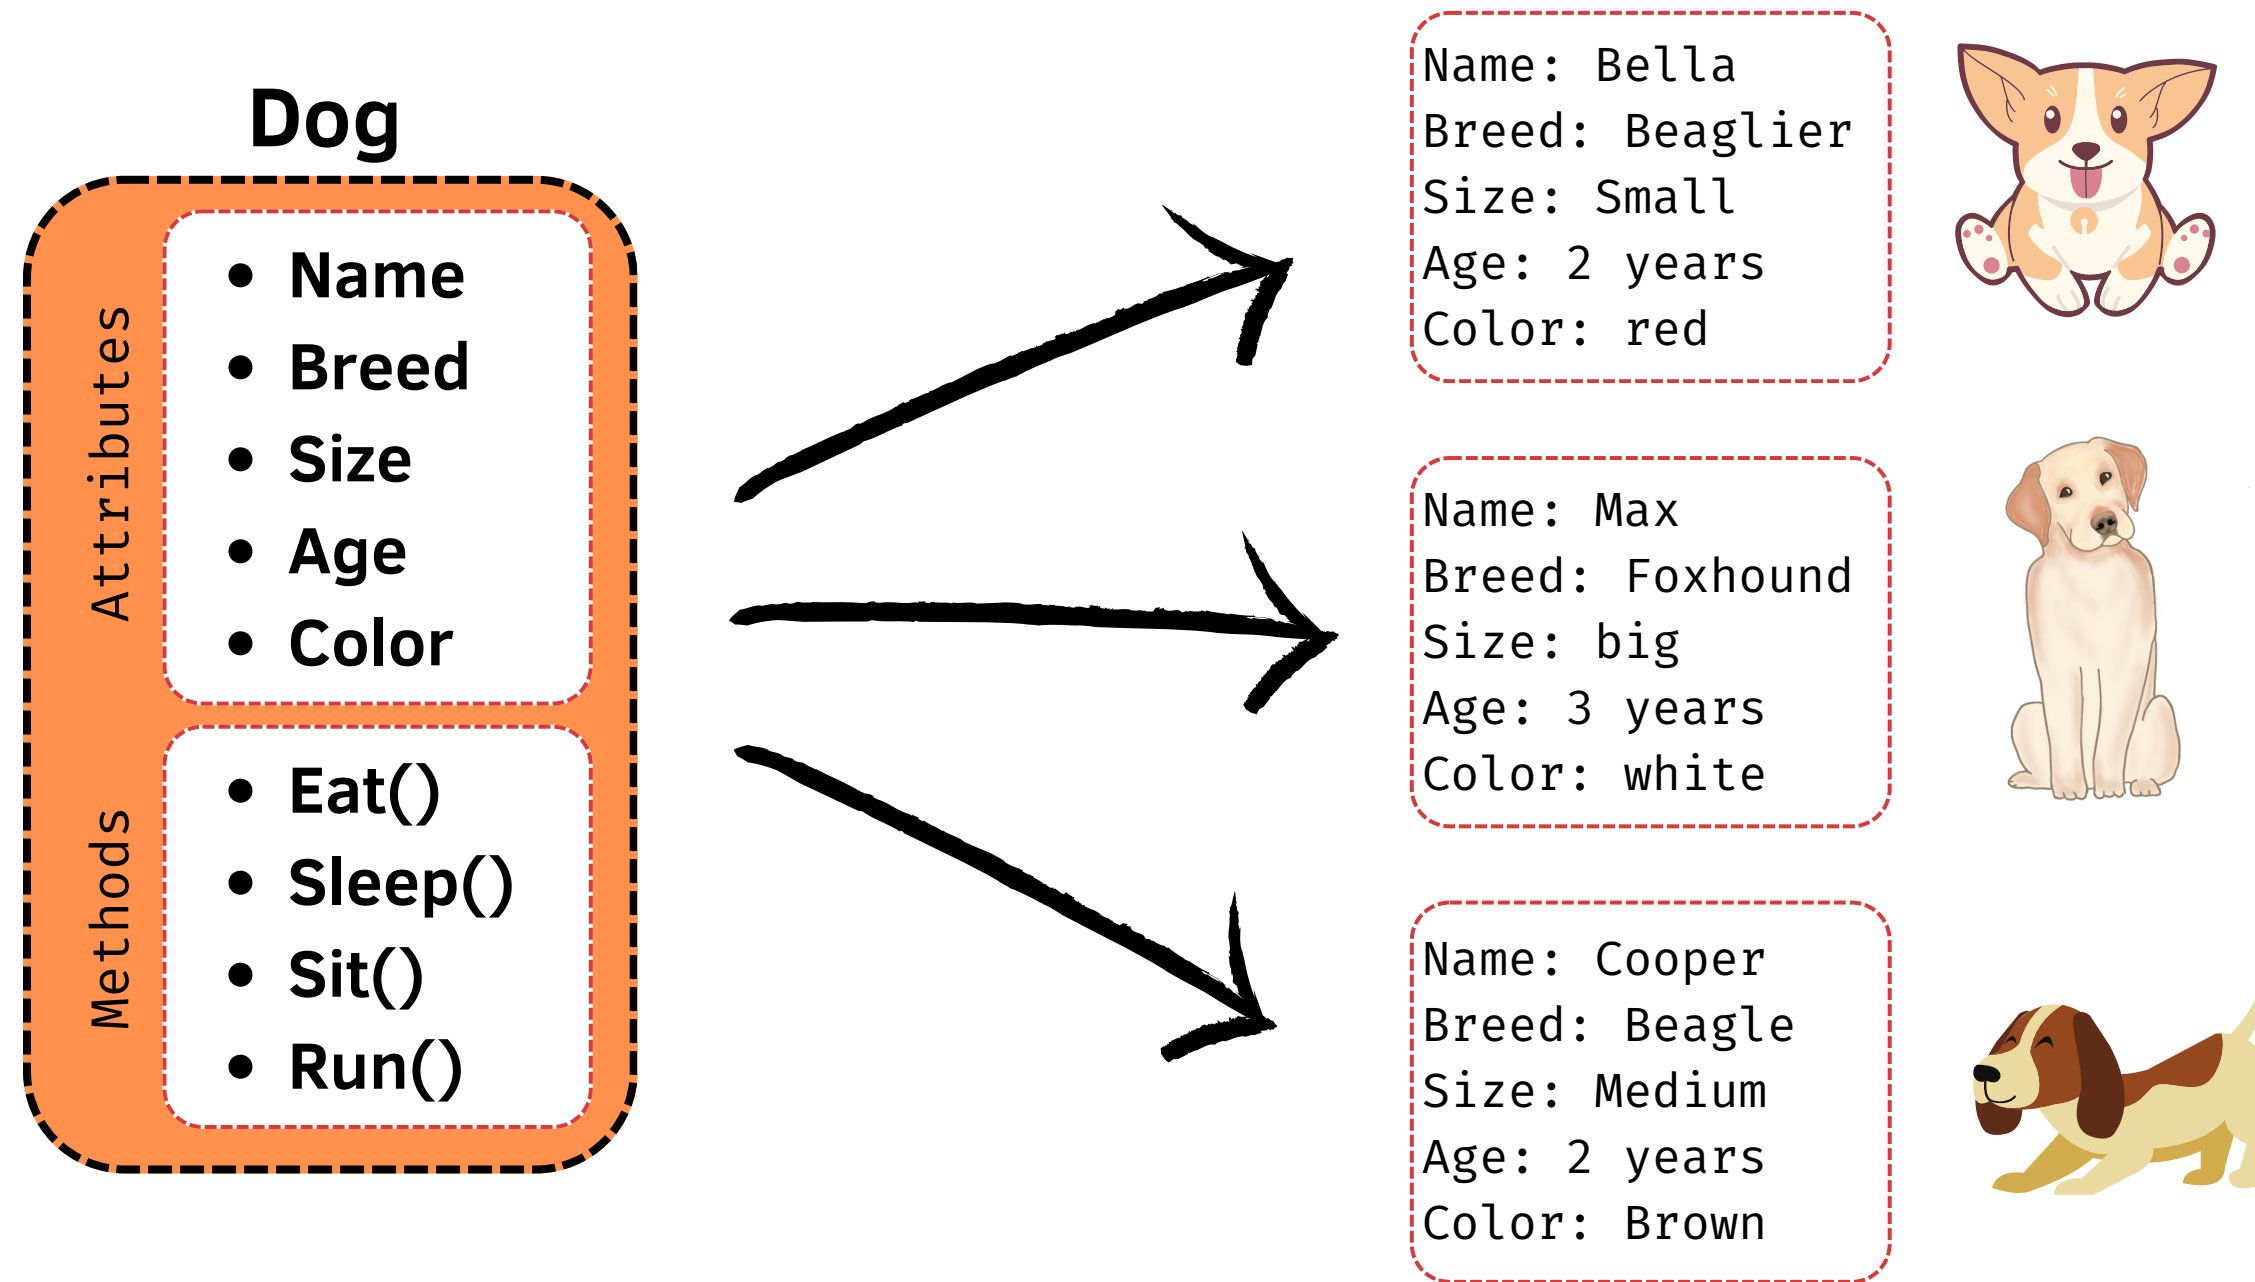 Dog
Attributes
• Name
• Breed
• Size
• Age
• Color
Methods
• Eat()
• Sleep()
• Sit()
• Run()
Name: Bella
Breed: Beaglier
Size: Small
Age: 2 years
Color: red
Name: Max
Breed: Foxhound
Size: big
Age: 3 years
Color: white
Name: Cooper
Breed: Beagle
Size: Medium
Age: 2 years
Color: Brown